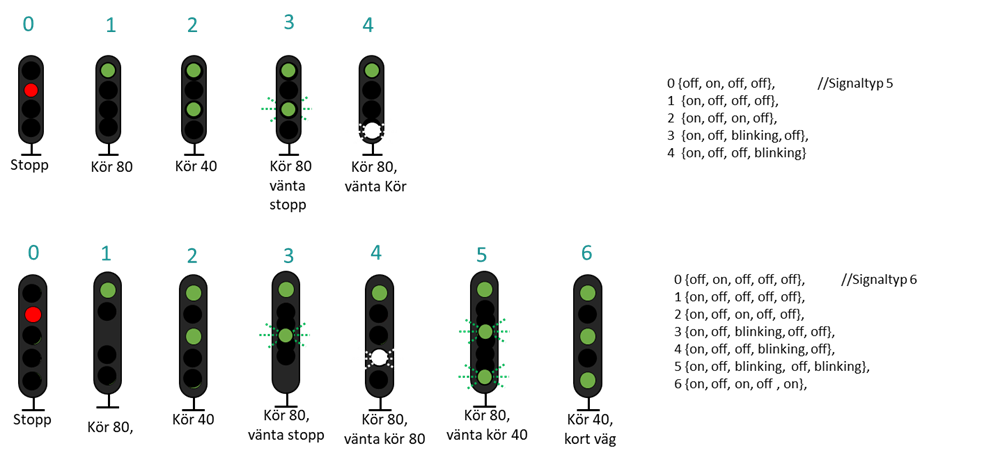 0 1 2 3 4
Stopp
Kör 80
Kör 40
Kör 80
vänta
stopp
Kör 80,
vänta Kör
0 {off, on, off, off}, //Signaltyp 5
1 {on, off, off, off},
2 {on, off, on, off},
3 {on, off, blinking, off},
4 {on, off, off, blinking}
0 1 2 3 4 5 6
Stopp
Kör 80,
Kör 40
Kör 80,
vänta stopp
Kör 80,
vänta kör 80
Kör 80,
vänta kör 40
Kör 40,
kort väg
0 {off, on, off, off, off}, //Signaltyp 6
1 {on, off, off, off, off},
2 {on, off, on, off, off},
3 {on, off, blinking, off, off},
4 {on, off, off, blinking, off},
5 {on, off, blinking, off, blinking},
6 {on, off, on, off , on},